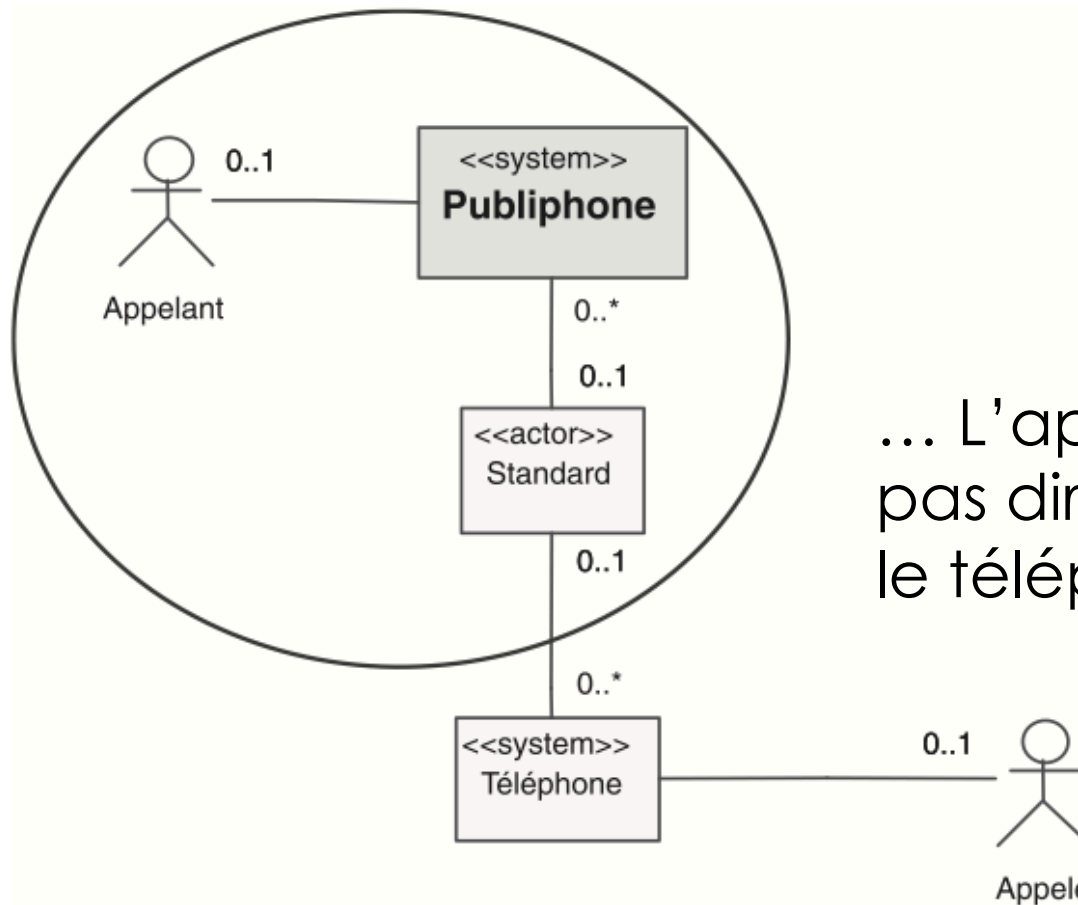 0..1
<<system>>
Publiphone
Appelant
0..*
0..1
<<actor>>
Standard
0..1
… L’ap
pas dir
le télép
0..*
<<system>>
Téléphone
0..1
Appelé